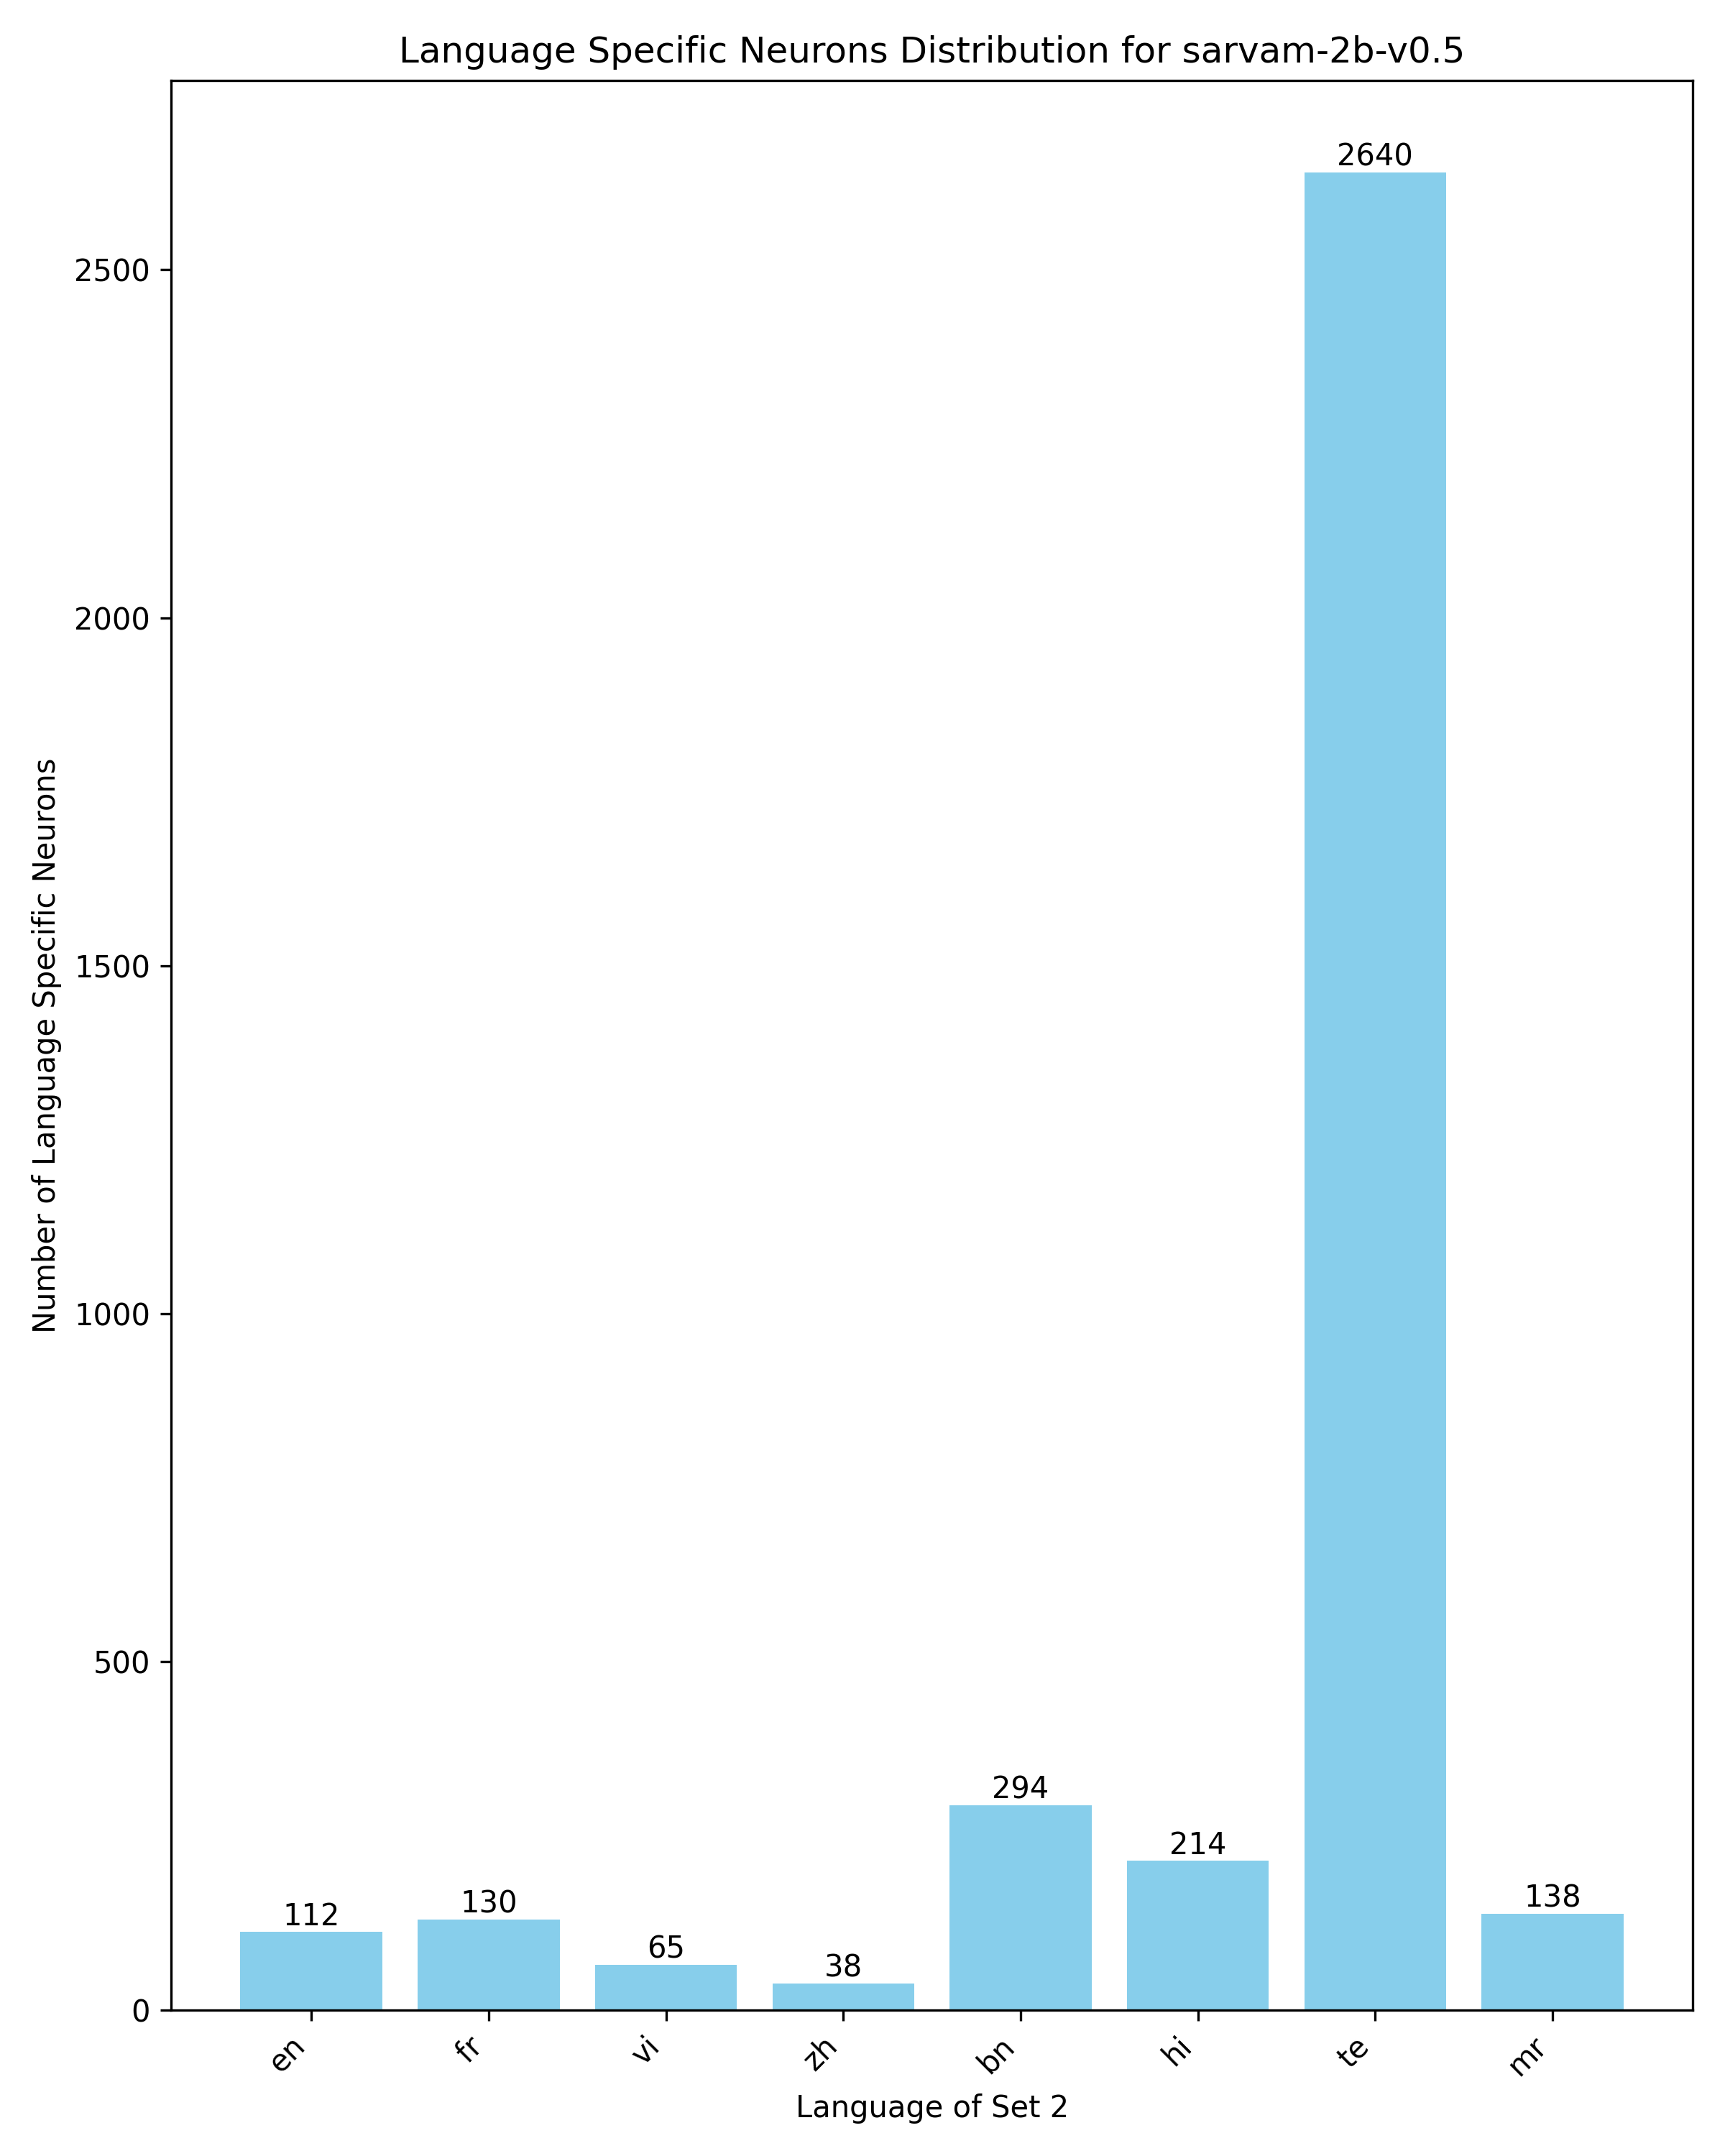 Language Specific Neurons Distribution for sarvam-2b-v0.5
Number of Language Specific Neurons
2500
2000
1500
1000
500
0
112
130
65
38
294
214
2640
138
en
fr
vi
zh
bn
hi
te
mr
Language of Set 2